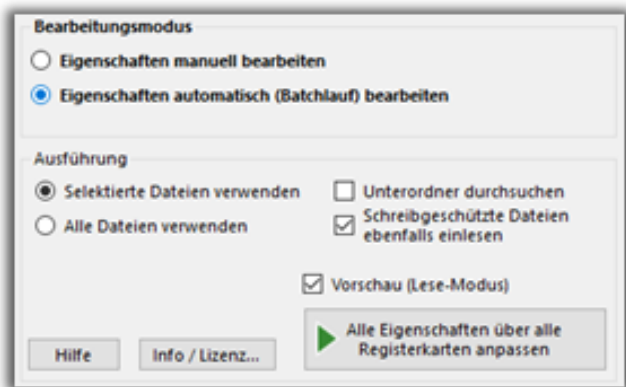 Bearbeitungsmodus
Eigenschaften manuell bearbeiten
Eigenschaften automatisch (Batchlauf) bearbeiten
Ausführung
Selektierte Dateien verwenden
Unterordner durchsuchen
Alle Dateien verwenden
Schreibgeschützte Dateien
ebenfalls einlesen
Vorschau (Lese-Modus)
Hilfe
Info / Lizenz...
Alle Eigenschaften über alle
Registerkarten anpassen